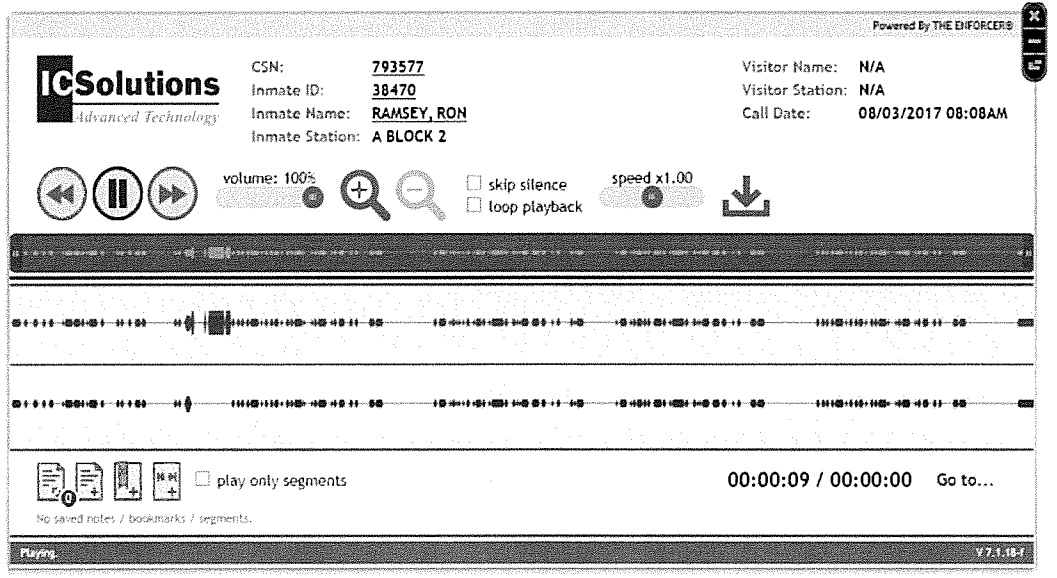 Powered By THE ENFORCER®
ICSolutions
Advanced Technology
CSN: 793577
Inmate ID: 38470
Inmate Name: RAMSEY, RON
Inmate Station: A BLOCK 2
Visitor Name: N/A
Visitor Station: N/A
Call Date: 08/03/2017 08:08AM
volume: 100%
skip silence
loop playback
speed x1.00
play only segments
00:00:09 / 00:00:00 Go to...
No saved notes / bookmarks / segments.
Playing.
V 7.1.18-f